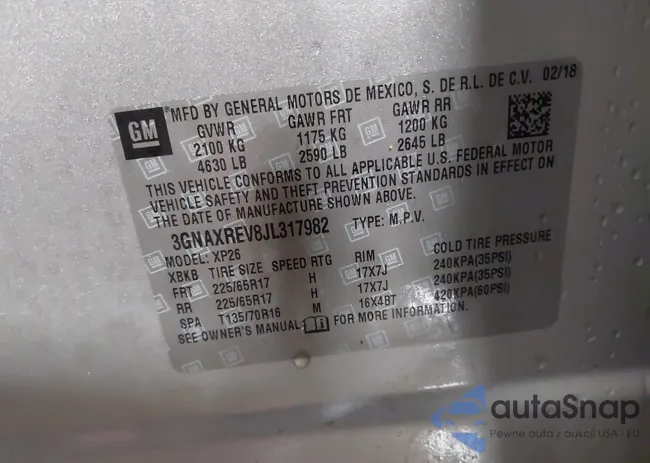 MFD BY GENERAL MOTORS DE MEXICO, S. DE R.L. DE C.V. 02/18
GM
GVWR GAWR FRT GAWR RR
2100 KG 1175 KG 1200 KG
4630 LB 2590 LB 2645 LB
THIS VEHICLE CONFORMS TO ALL APPLICABLE U.S. FEDERAL MOTOR
VEHICLE SAFETY AND THEFT PREVENTION STANDARDS IN EFFECT ON
THE DATE OF MANUFACTURE SHOWN ABOVE.
3GNAXREV8JL317982 TYPE: M.P.V.
MODEL: XP26
XBKB TIRE SIZE SPEED RTG RIM COLD TIRE PRESSURE
FRT 225/65R17 H 17X7J 240KPA(35PSI)
RR 225/65R17 H 17X7J 240KPA(35PSI)
SPA T135/70R16 M 16X4BT 420KPA(60PSI)
SEE OWNER'S MANUAL FOR MORE INFORMATION.
autaSnap
Pewne auta z aukcji USA - EU